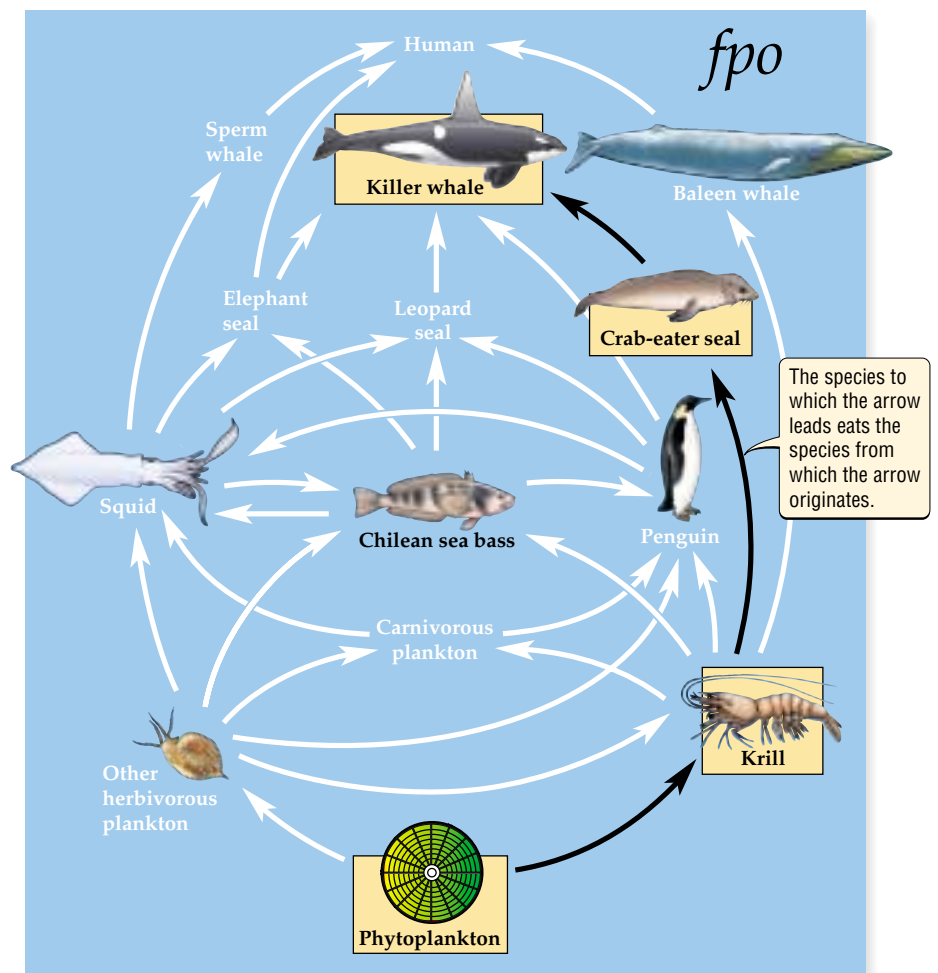 fpo
Human
Sperm
whale
Killer whale
Baleen whale
Elephant
seal
Leopard
seal
Crab-eater seal
The species to
which the arrow
leads eats the
species from
which the arrow
originates.
Squid
Chilean sea bass
Penguin
Carnivorous
plankton
Krill
Other
herbivorous
plankton
Phytoplankton